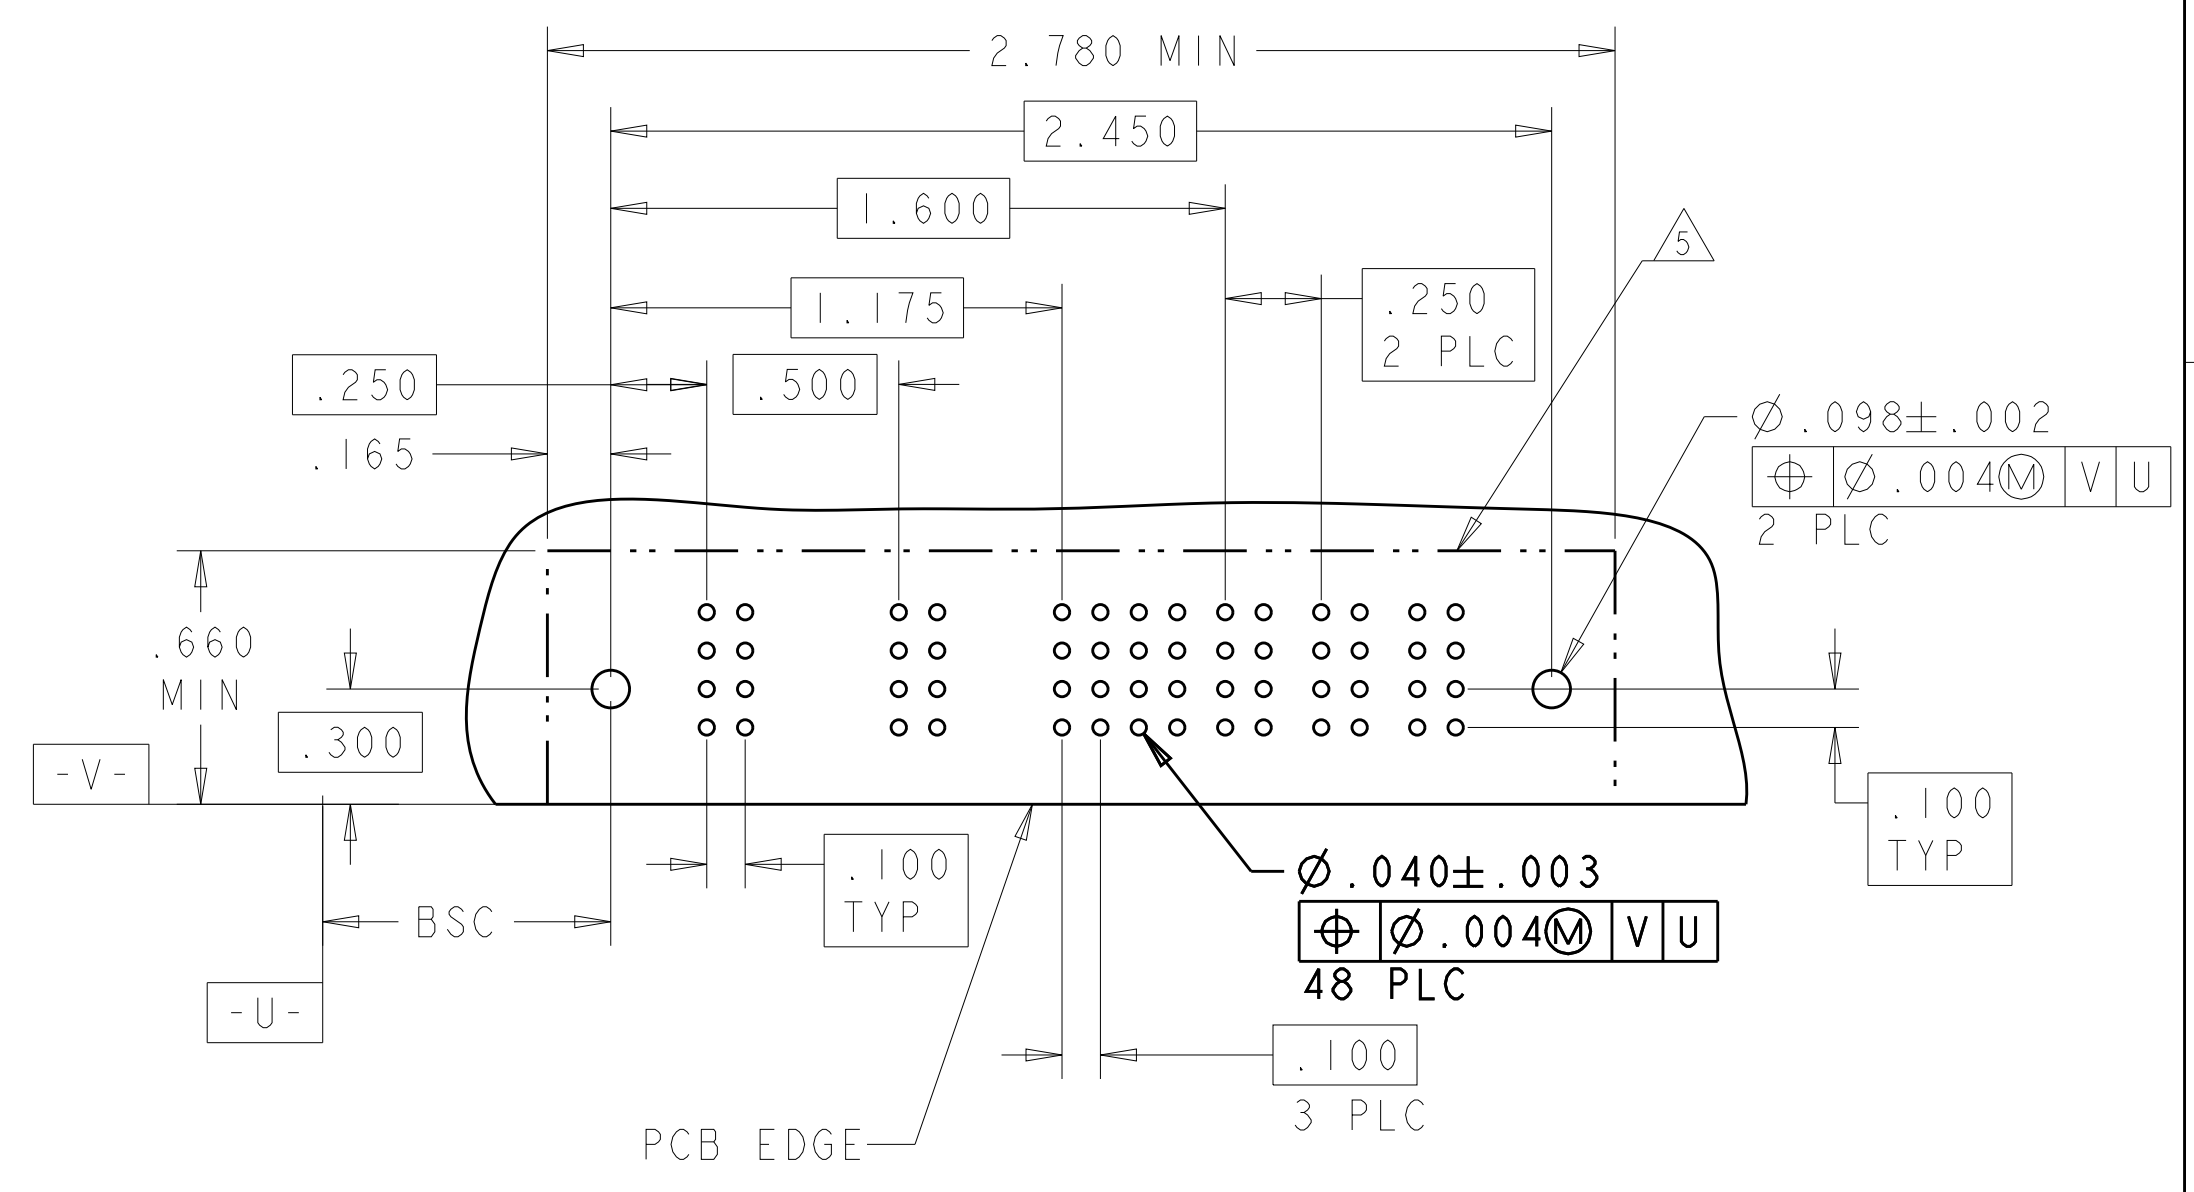 2.780 MIN
2.450
1.600
5
1.175
.250
2 PLC
.250
.500
.165
Ø.098±.002
⌖ Ø.004Ⓜ V U
2 PLC
.660
MIN
.300
-V-
.100
TYP
.100
TYP
Ø.040±.003
⌖ Ø.004Ⓜ V U
48 PLC
BSC
-U-
.100
3 PLC
PCB EDGE